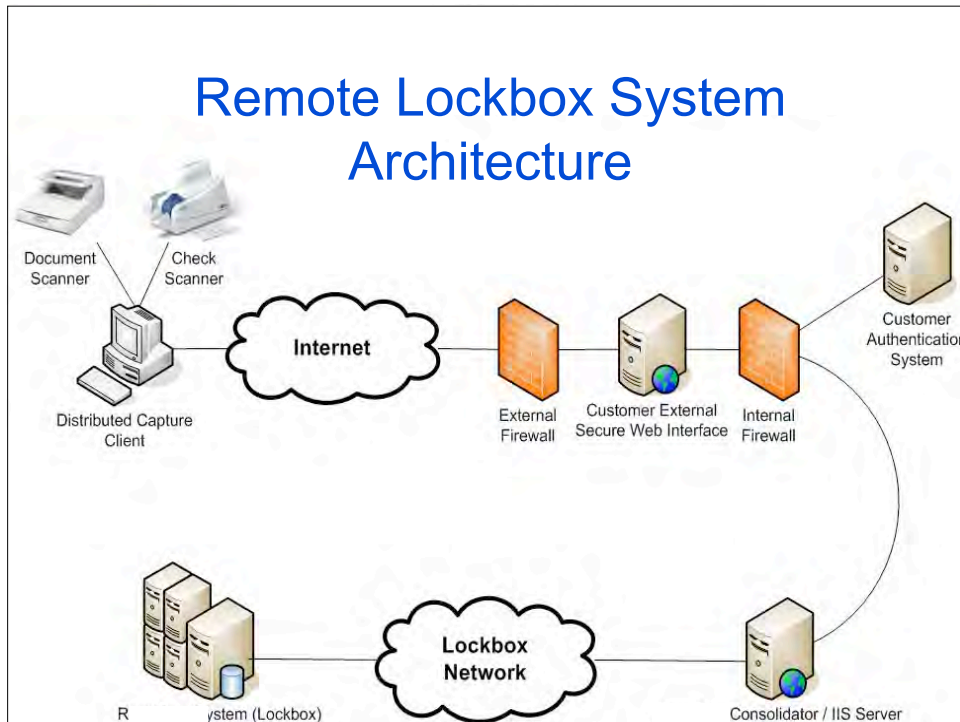 Remote Lockbox System
Architecture
Document
Scanner
Check
Scanner
Distributed Capture
Client
Internet
External
Firewall
Customer External
Secure Web Interface
Internal
Firewall
Customer
Authentication
System
Lockbox
Network
R ystem (Lockbox)
Consolidator / IIS Server